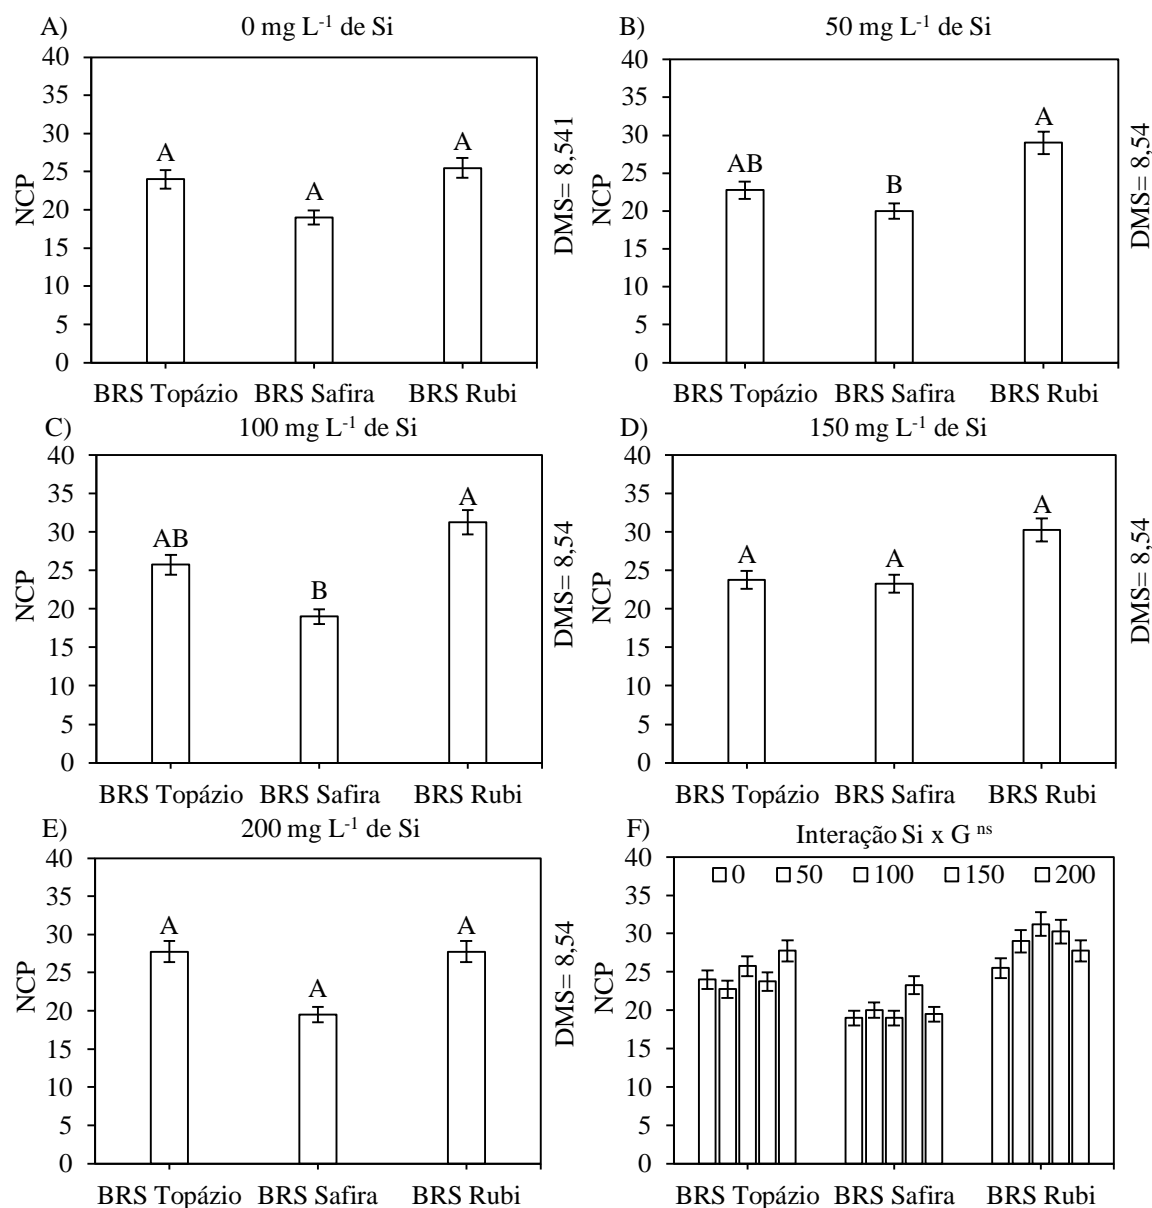 A) 0 mg L⁻¹ de Si
40
35
30
25
20
15
10
5
0
NCP
A
A
A
BRS Topázio BRS Safira BRS Rubi
DMS= 8,541
B) 50 mg L⁻¹ de Si
40
35
30
25
20
15
10
5
0
NCP
AB
B
A
BRS Topázio BRS Safira BRS Rubi
DMS= 8,54
C) 100 mg L⁻¹ de Si
40
35
30
25
20
15
10
5
0
NCP
AB
B
A
BRS Topázio BRS Safira BRS Rubi
DMS= 8,54
D) 150 mg L⁻¹ de Si
40
35
30
25
20
15
10
5
0
NCP
A
A
A
BRS Topázio BRS Safira BRS Rubi
DMS= 8,54
E) 200 mg L⁻¹ de Si
40
35
30
25
20
15
10
5
0
NCP
A
A
A
BRS Topázio BRS Safira BRS Rubi
DMS= 8,54
F) Interação Si x G ⁿˢ
40
35
30
25
20
15
10
5
0
NCP
0 50 100 150 200
BRS Topázio BRS Safira BRS Rubi